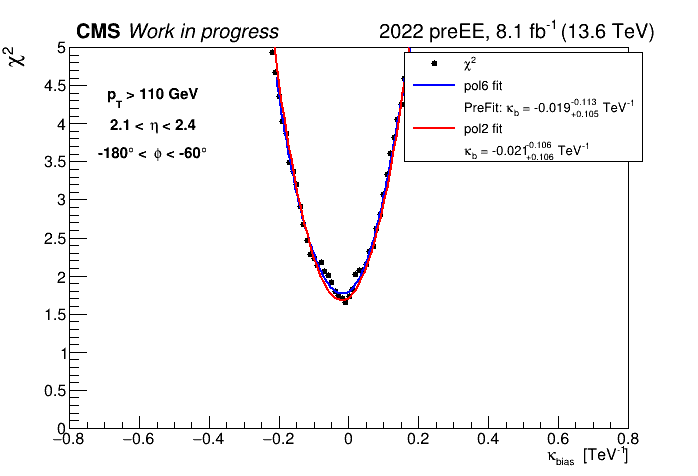 CMS Work in progress 2022 preEE, 8.1 fb⁻¹ (13.6 TeV)
χ²
5
4.5
4
3.5
3
2.5
2
1.5
1
0.5
0
p_T > 110 GeV
2.1 < η < 2.4
-180° < ϕ < -60°
χ²
pol6 fit
PreFit: κ_b = -0.019^{-0.113}_{+0.105} TeV⁻¹
pol2 fit
κ_b = -0.021^{-0.106}_{+0.106} TeV⁻¹
−0.8 −0.6 −0.4 −0.2 0 0.2 0.4 0.6 0.8
κ_bias [TeV⁻¹]